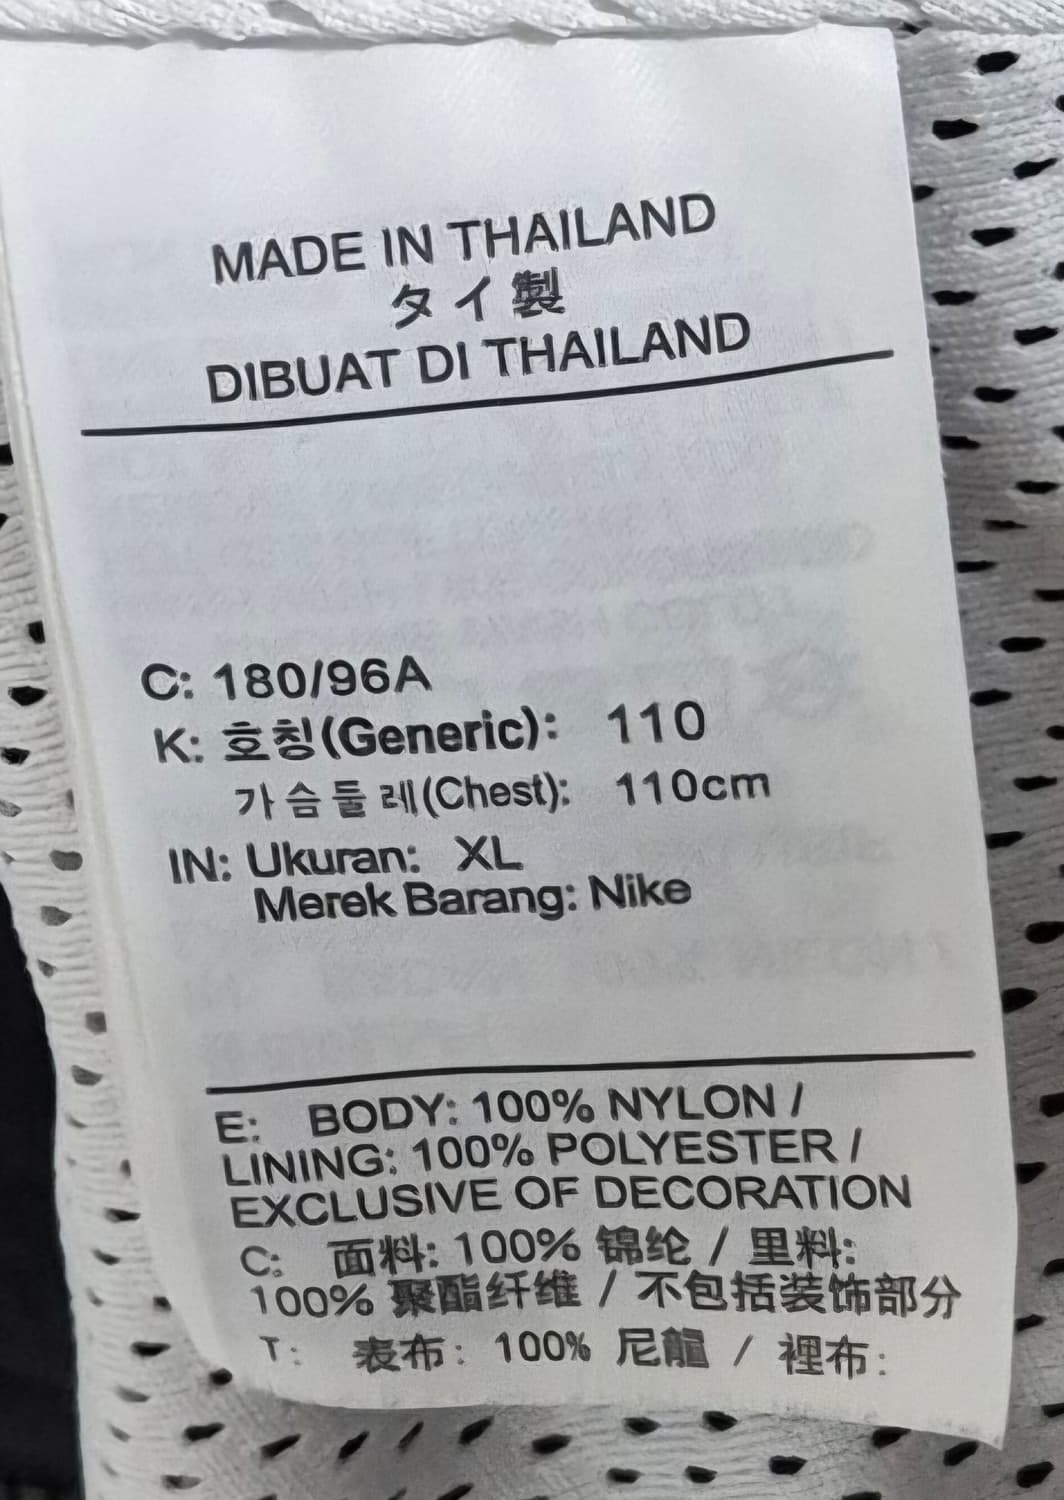 MADE IN THAILAND
タイ製
DIBUAT DI THAILAND
C: 180/96A
K: 호칭(Generic): 110
가슴둘레(Chest): 110cm
IN: Ukuran: XL
Merek Barang: Nike
E: BODY: 100% NYLON /
LINING: 100% POLYESTER /
EXCLUSIVE OF DECORATION
C: 面料: 100% 锦纶 / 里料:
100% 聚酯纤维 / 不包括装饰部分
T: 表布: 100% 尼龍 / 裡布: